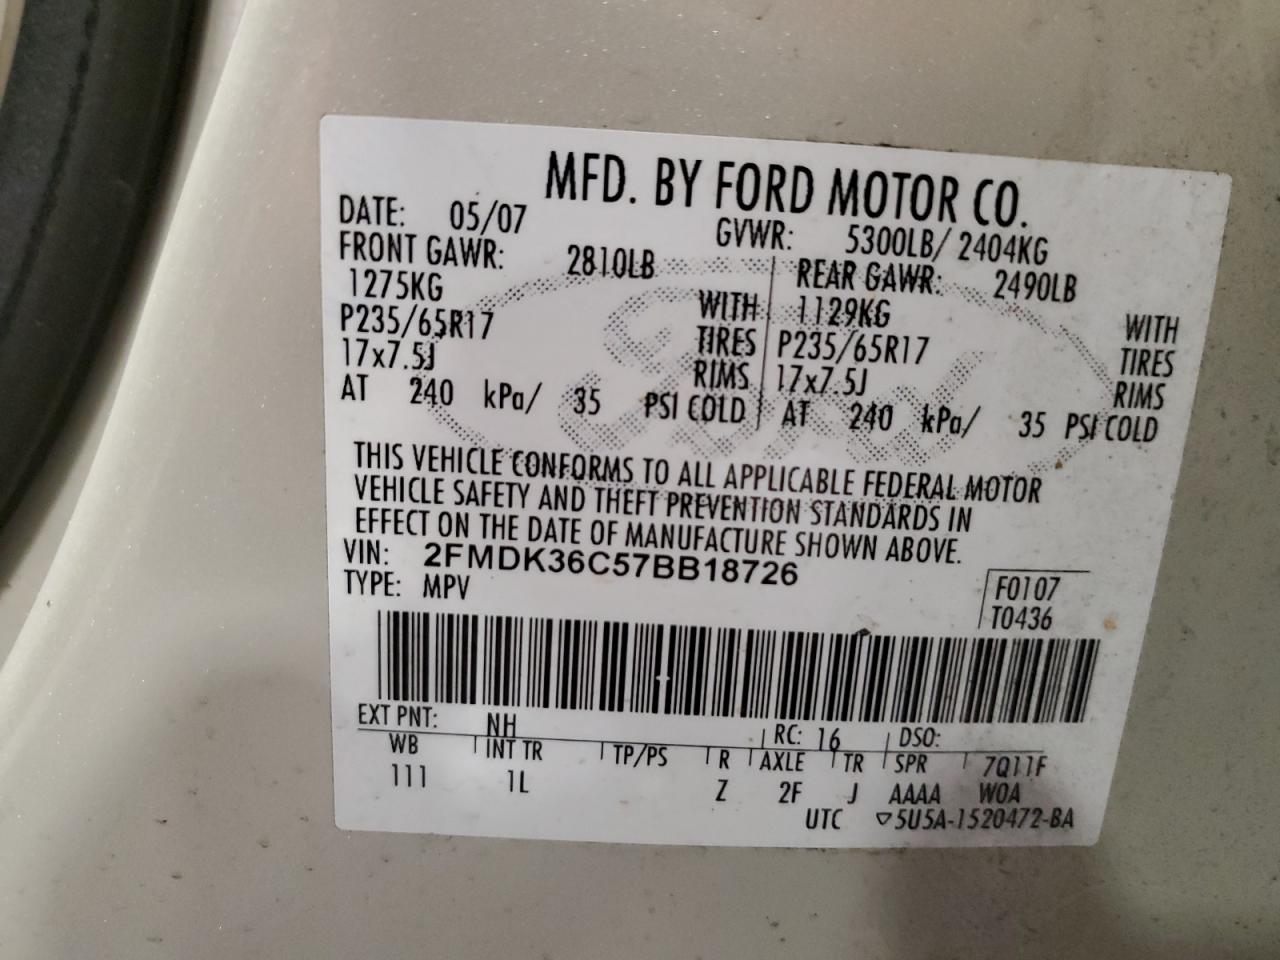 MFD. BY FORD MOTOR CO.
DATE: 05/07 GVWR: 5300LB/ 2404KG
FRONT GAWR: 2810LB REAR GAWR: 2490LB
1275KG WITH 1129KG WITH
P235/65R17 TIRES P235/65R17 TIRES
17x7.5J RIMS 17x7.5J RIMS
AT 240 kPa/ 35 PSI COLD AT 240 kPa/ 35 PSI COLD
Ford
THIS VEHICLE CONFORMS TO ALL APPLICABLE FEDERAL MOTOR
VEHICLE SAFETY AND THEFT PREVENTION STANDARDS IN
EFFECT ON THE DATE OF MANUFACTURE SHOWN ABOVE.
VIN: 2FMDK36C57BB18726
TYPE: MPV
F0107
T0436
EXT PNT: NH RC: 16 DSO:
WB INT TR TP/PS R AXLE TR SPR 7Q11F
111 1L Z 2F J AAAA WOA
UTC ▽5U5A-1520472-BA